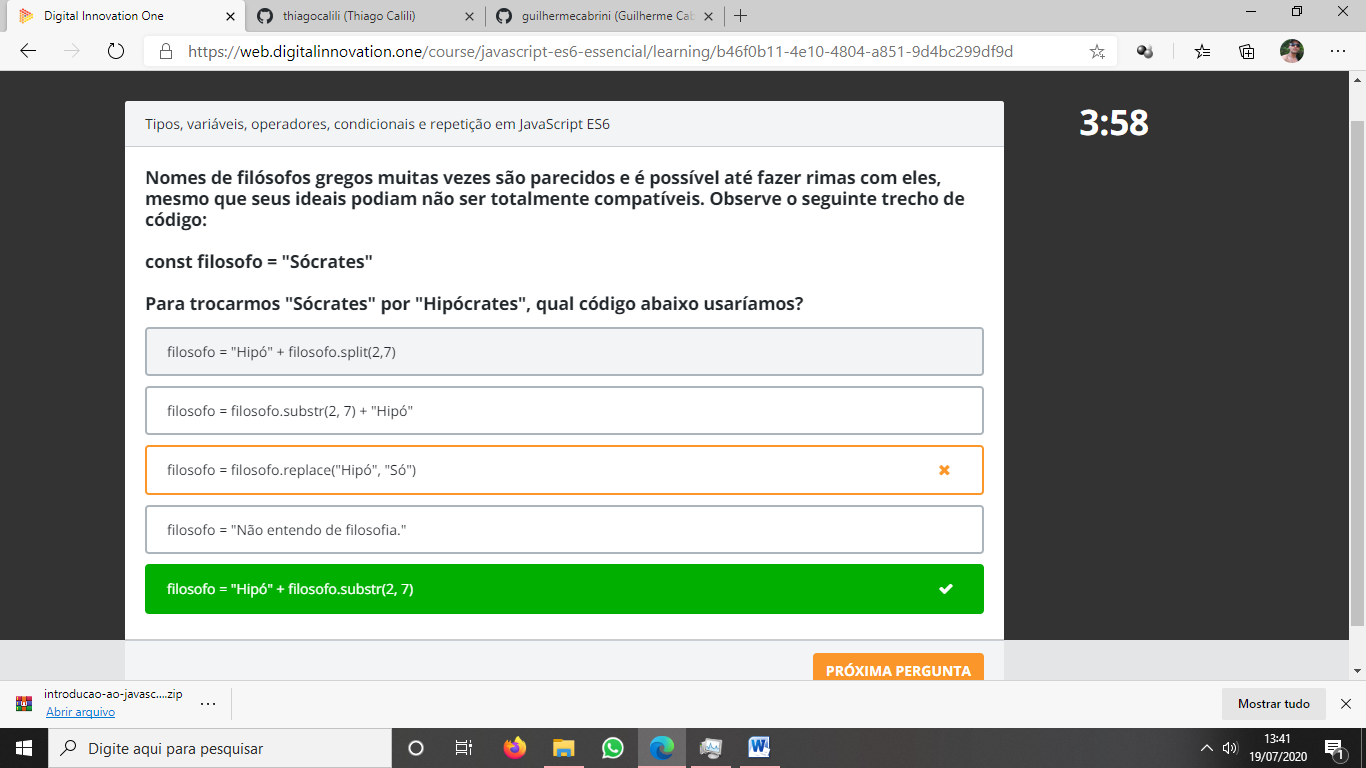 Digital Innovation One
thiagocalili (Thiago Calili)
guilhermecabrini (Guilherme Cab
https://web.digitalinnovation.one/course/javascript-es6-essencial/learning/b46f0b11-4e10-4804-a851-9d4bc299df9d
Tipos, variáveis, operadores, condicionais e repetição em JavaScript ES6
3:58
Nomes de filósofos gregos muitas vezes são parecidos e é possível até fazer rimas com eles,
mesmo que seus ideais podiam não ser totalmente compatíveis. Observe o seguinte trecho de
código:
const filosofo = "Sócrates"
Para trocarmos "Sócrates" por "Hipócrates", qual código abaixo usaríamos?
filosofo = "Hipó" + filosofo.split(2,7)
filosofo = filosofo.substr(2, 7) + "Hipó"
filosofo = filosofo.replace("Hipó", "Só")
filosofo = "Não entendo de filosofia."
filosofo = "Hipó" + filosofo.substr(2, 7)
PRÓXIMA PERGUNTA
introducao-ao-javasc....zip
Abrir arquivo
Mostrar tudo
Digite aqui para pesquisar
13:41
19/07/2020
1